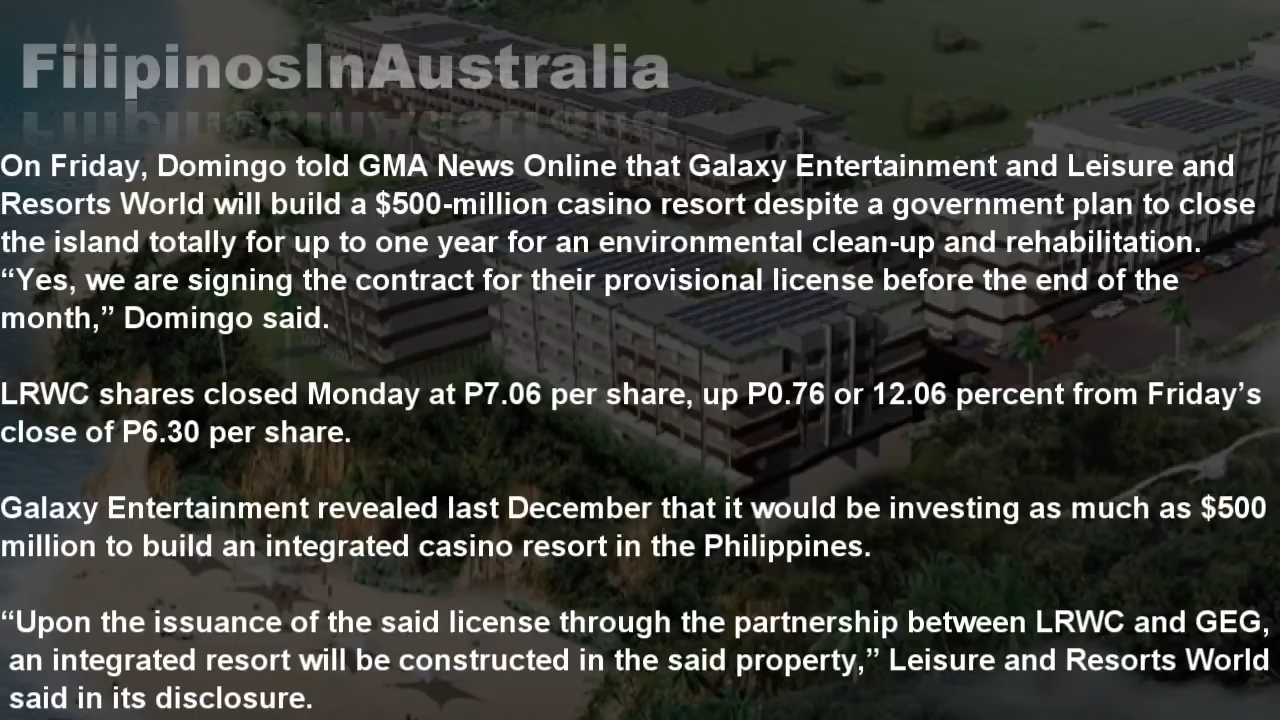 FilipinosInAustralia
On Friday, Domingo told GMA News Online that Galaxy Entertainment and Leisure and
Resorts World will build a $500-million casino resort despite a government plan to close
the island totally for up to one year for an environmental clean-up and rehabilitation.
“Yes, we are signing the contract for their provisional license before the end of the
month,” Domingo said.
LRWC shares closed Monday at P7.06 per share, up P0.76 or 12.06 percent from Friday’s
close of P6.30 per share.
Galaxy Entertainment revealed last December that it would be investing as much as $500
million to build an integrated casino resort in the Philippines.
“Upon the issuance of the said license through the partnership between LRWC and GEG,
an integrated resort will be constructed in the said property,” Leisure and Resorts World
said in its disclosure.